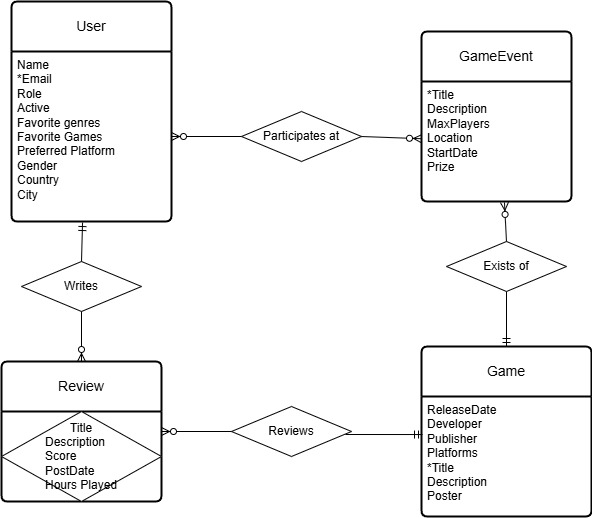 User
Name
*Email
Role
Active
Favorite genres
Favorite Games
Preferred Platform
Gender
Country
City
Participates at
GameEvent
*Title
Description
MaxPlayers
Location
StartDate
Prize
Writes
Exists of
Review
Title
Description
Score
PostDate
Hours Played
Reviews
Game
ReleaseDate
Developer
Publisher
Platforms
*Title
Description
Poster